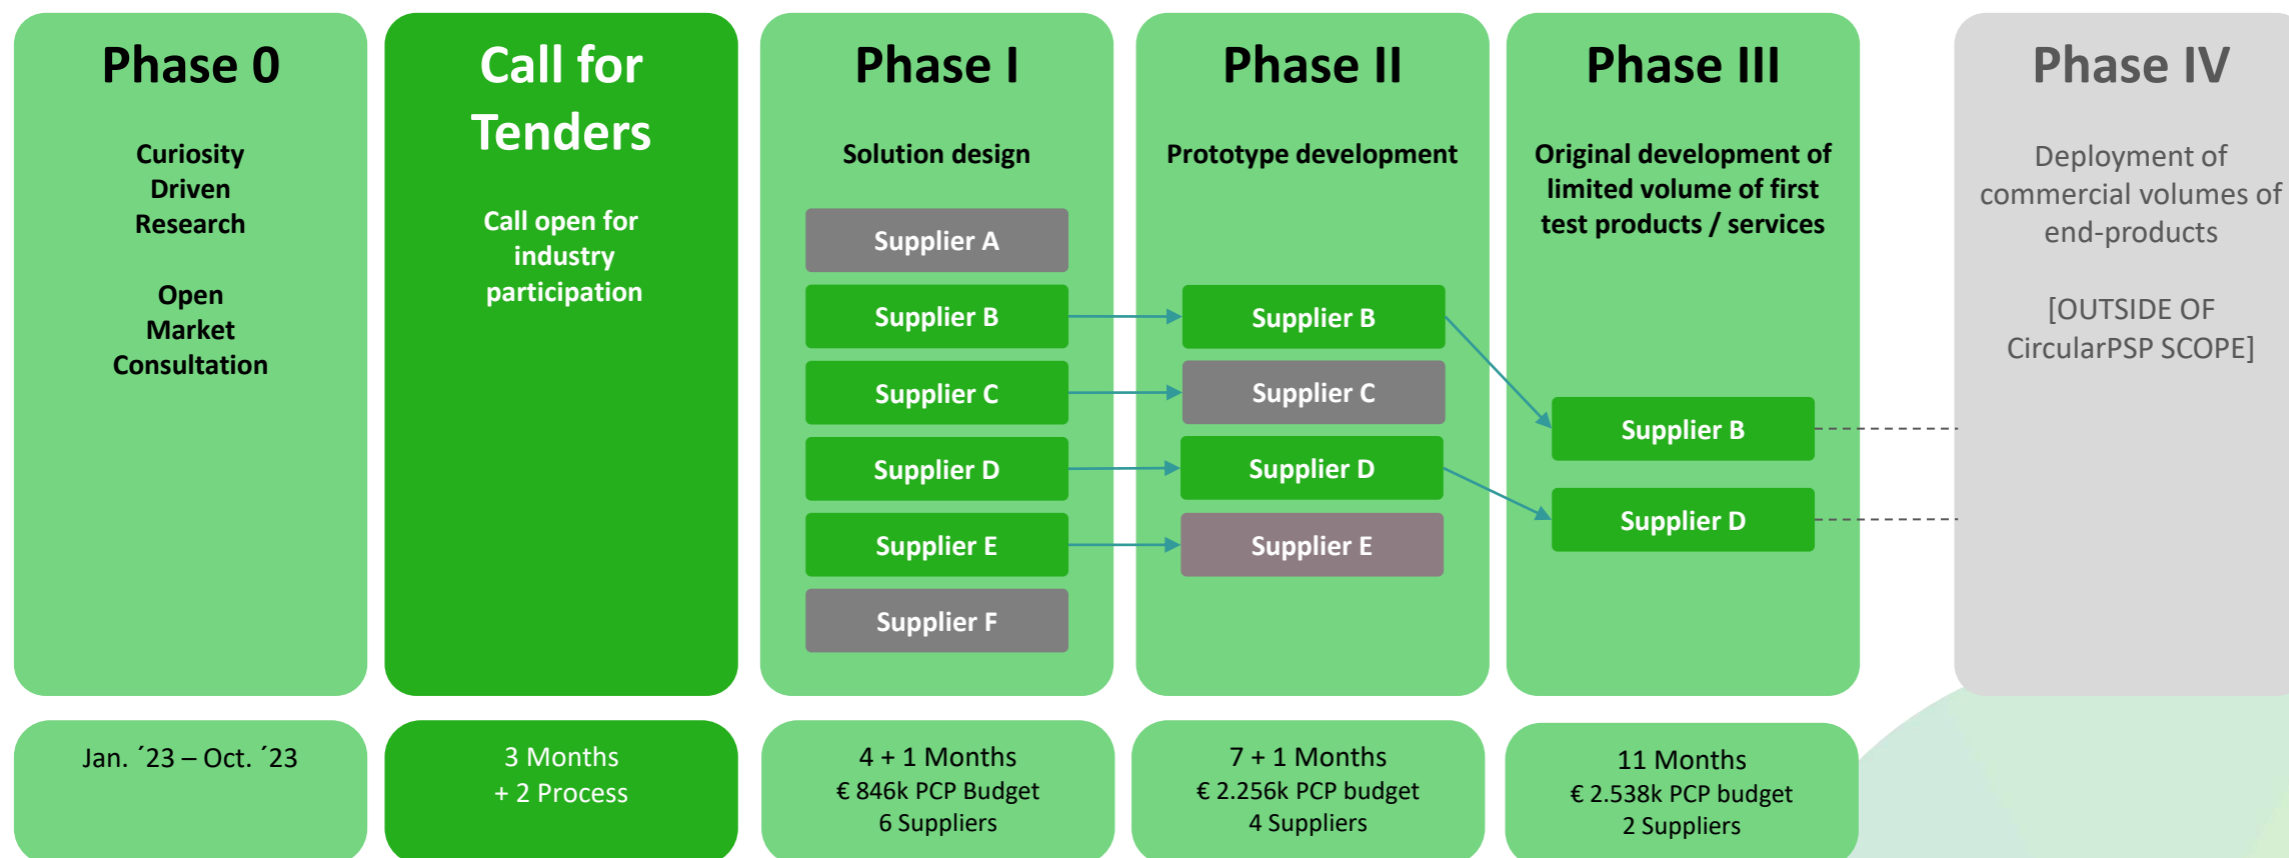 Phase 0
Curiosity
Driven
Research
Open
Market
Consultation
Jan. ´23 – Oct. ´23
Call for
Tenders
Call open for
industry
participation
3 Months
+ 2 Process
Phase I
Solution design
Supplier A
Supplier B
Supplier C
Supplier D
Supplier E
Supplier F
4 + 1 Months
€ 846k PCP Budget
6 Suppliers
Phase II
Prototype development
Supplier B
Supplier C
Supplier D
Supplier E
7 + 1 Months
€ 2.256k PCP budget
4 Suppliers
Phase III
Original development of
limited volume of first
test products / services
Supplier B
Supplier D
11 Months
€ 2.538k PCP budget
2 Suppliers
Phase IV
Deployment of
commercial volumes of
end-products
[OUTSIDE OF
CircularPSP SCOPE]